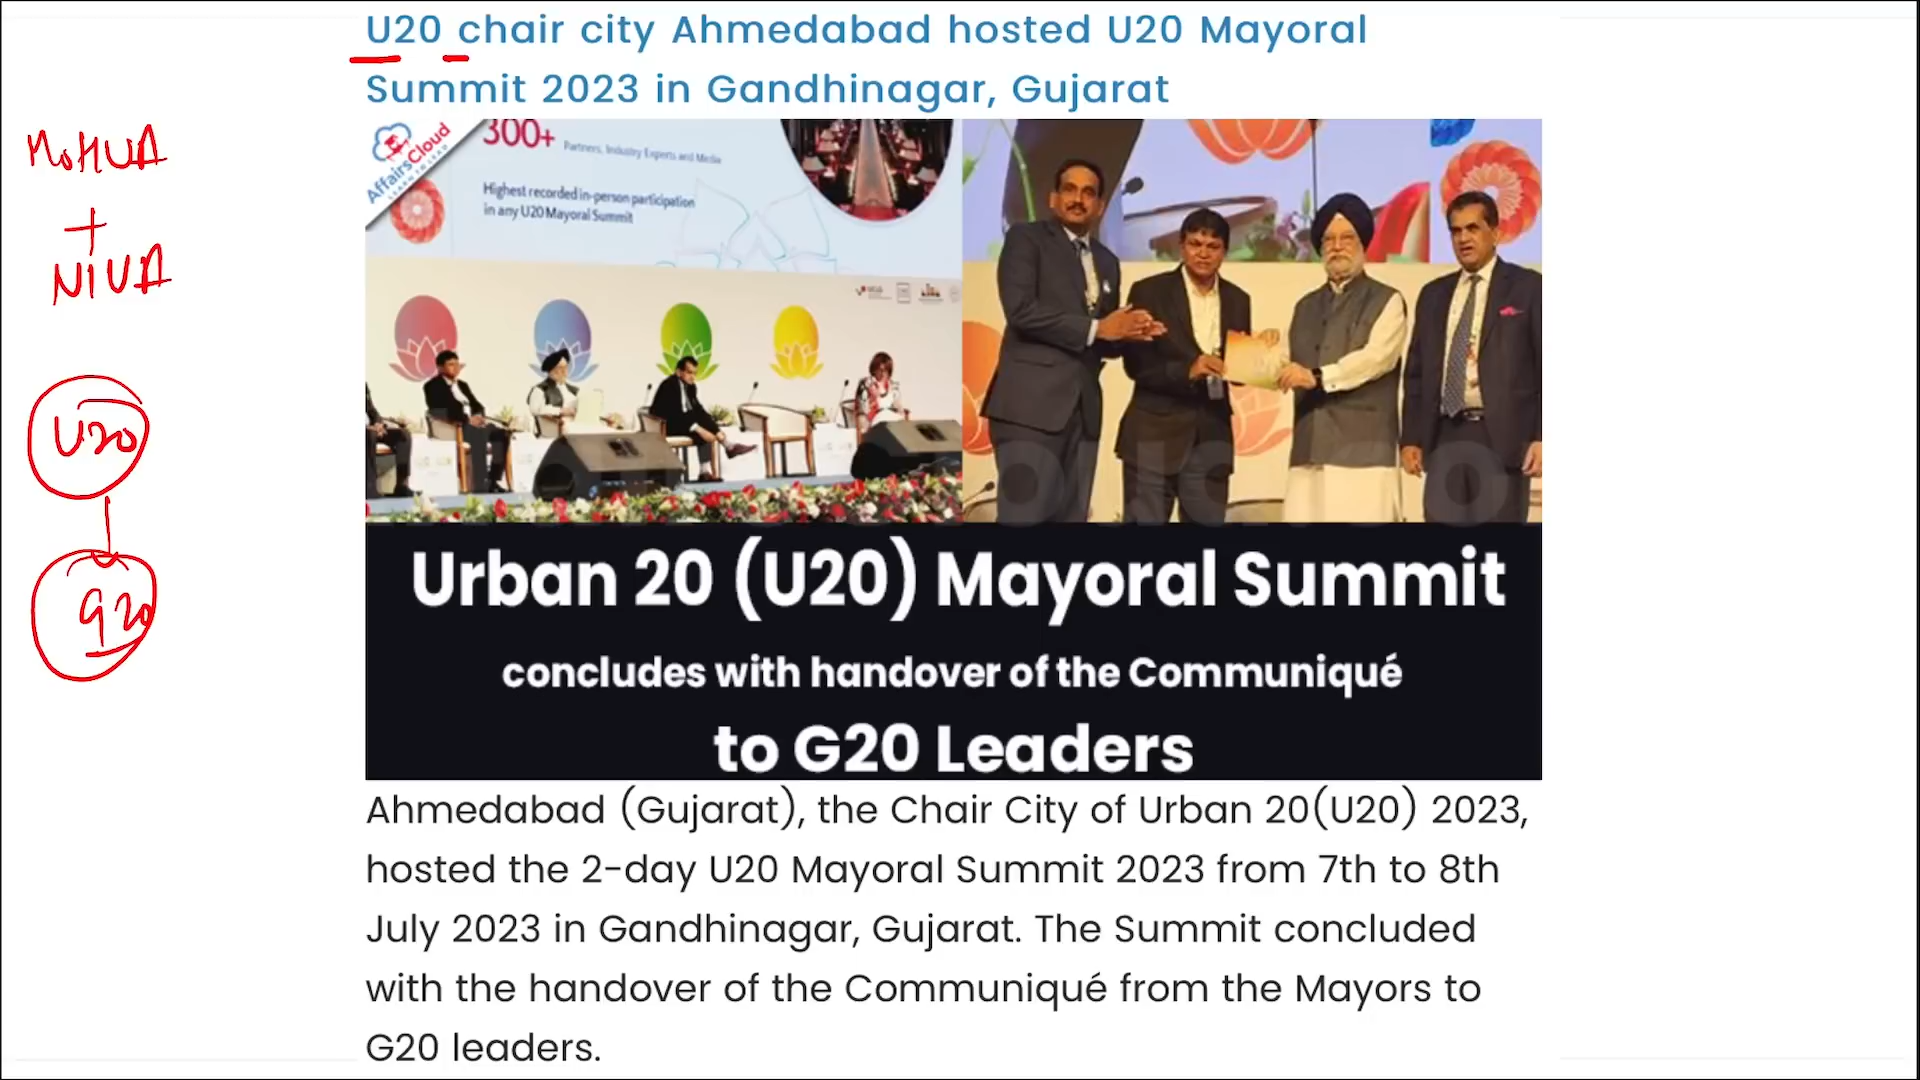 U20 chair city Ahmedabad hosted U20 Mayoral
Summit 2023 in Gandhinagar, Gujarat
MoHUA
+
NIUA
U20
G20
AffairsCloud
LEARN TO LEAD
300+
Partners, Industry Experts and Media
Highest recorded in-person participation
in any U20 Mayoral Summit
Urban 20 (U20) Mayoral Summit
concludes with handover of the Communiqué
to G20 Leaders
Ahmedabad (Gujarat), the Chair City of Urban 20(U20) 2023,
hosted the 2-day U20 Mayoral Summit 2023 from 7th to 8th
July 2023 in Gandhinagar, Gujarat. The Summit concluded
with the handover of the Communiqué from the Mayors to
G20 leaders.